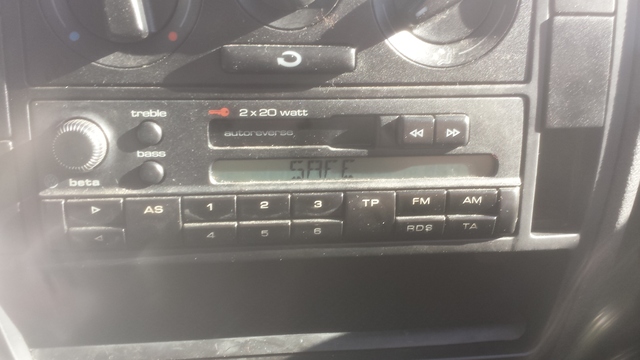 treble
2 x 20 watt
autoreverse
bass
SAFE
beta
AS
1
2
3
TP
FM
AM
4
5
6
RDS
TA